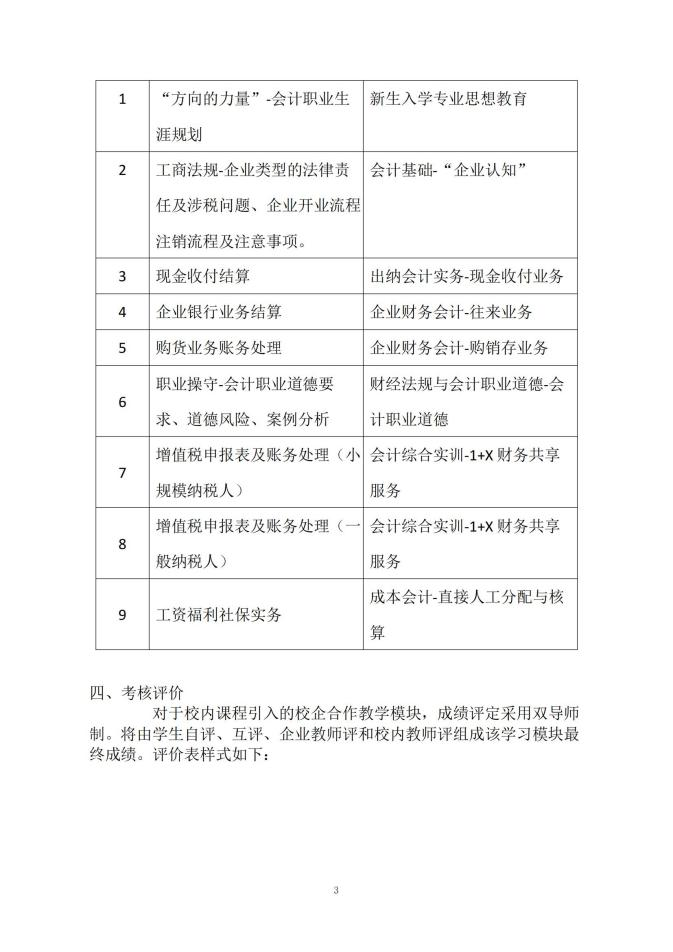 1
“方向的力量”-会计职业生
涯规划
新生入学专业思想教育
2
工商法规-企业类型的法律责
任及涉税问题、企业开业流程
注销流程及注意事项。
会计基础-“企业认知”
3
现金收付结算
出纳会计实务-现金收付业务
4
企业银行业务结算
企业财务会计-往来业务
5
购货业务账务处理
企业财务会计-购销存业务
6
职业操守-会计职业道德要
求、道德风险、案例分析
财经法规与会计职业道德-会
计职业道德
7
增值税申报表及账务处理（小
规模纳税人）
会计综合实训-1+X 财务共享
服务
8
增值税申报表及账务处理（一
般纳税人）
会计综合实训-1+X 财务共享
服务
9
工资福利社保实务
成本会计-直接人工分配与核
算
四、考核评价
对于校内课程引入的校企合作教学模块，成绩评定采用双导师
制。将由学生自评、互评、企业教师评和校内教师评组成该学习模块最
终成绩。评价表样式如下：
3